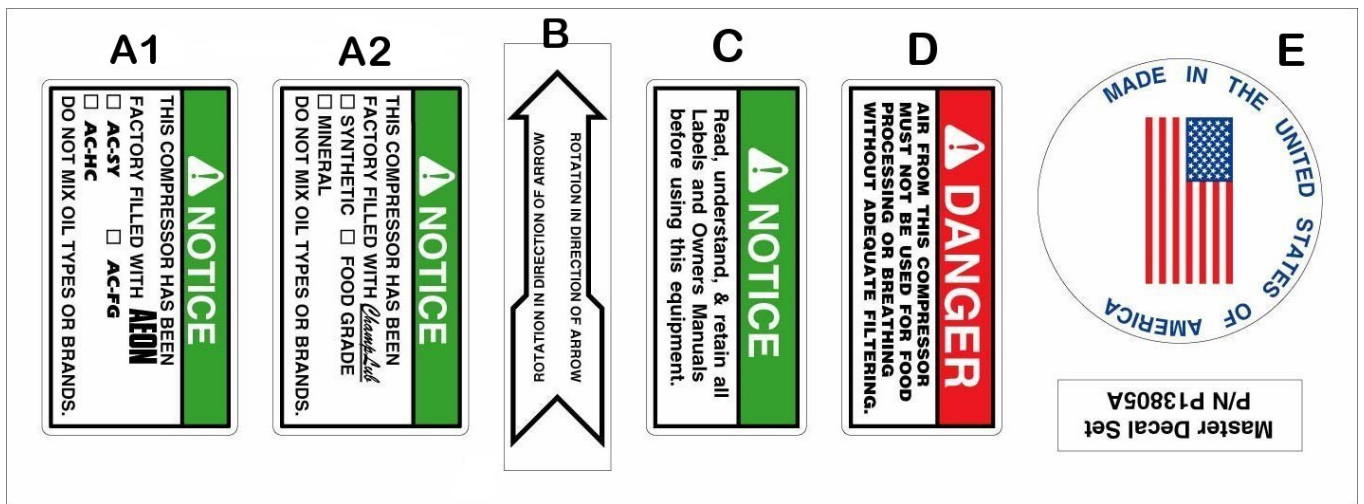 A1
⚠ NOTICE
THIS COMPRESSOR HAS BEEN
FACTORY FILLED WITH AEON
☐ AC-SY ☐ AC-FG
☐ AC-HC
DO NOT MIX OIL TYPES OR BRANDS.
A2
⚠ NOTICE
THIS COMPRESSOR HAS BEEN
FACTORY FILLED WITH ChampLub
☐ SYNTHETIC ☐ FOOD GRADE
☐ MINERAL
DO NOT MIX OIL TYPES OR BRANDS.
B
ROTATION IN DIRECTION OF ARROW
ROTATION IN DIRECTION OF ARROW
C
⚠ NOTICE
Read, understand, & retain all
Labels and Owners Manuals
before using this equipment.
D
⚠ DANGER
AIR FROM THIS COMPRESSOR
MUST NOT BE USED FOR FOOD
PROCESSING OR BREATHING
WITHOUT ADEQUATE FILTERING.
E
MADE IN THE UNITED STATES OF AMERICA
Master Decal Set
P/N P13805A